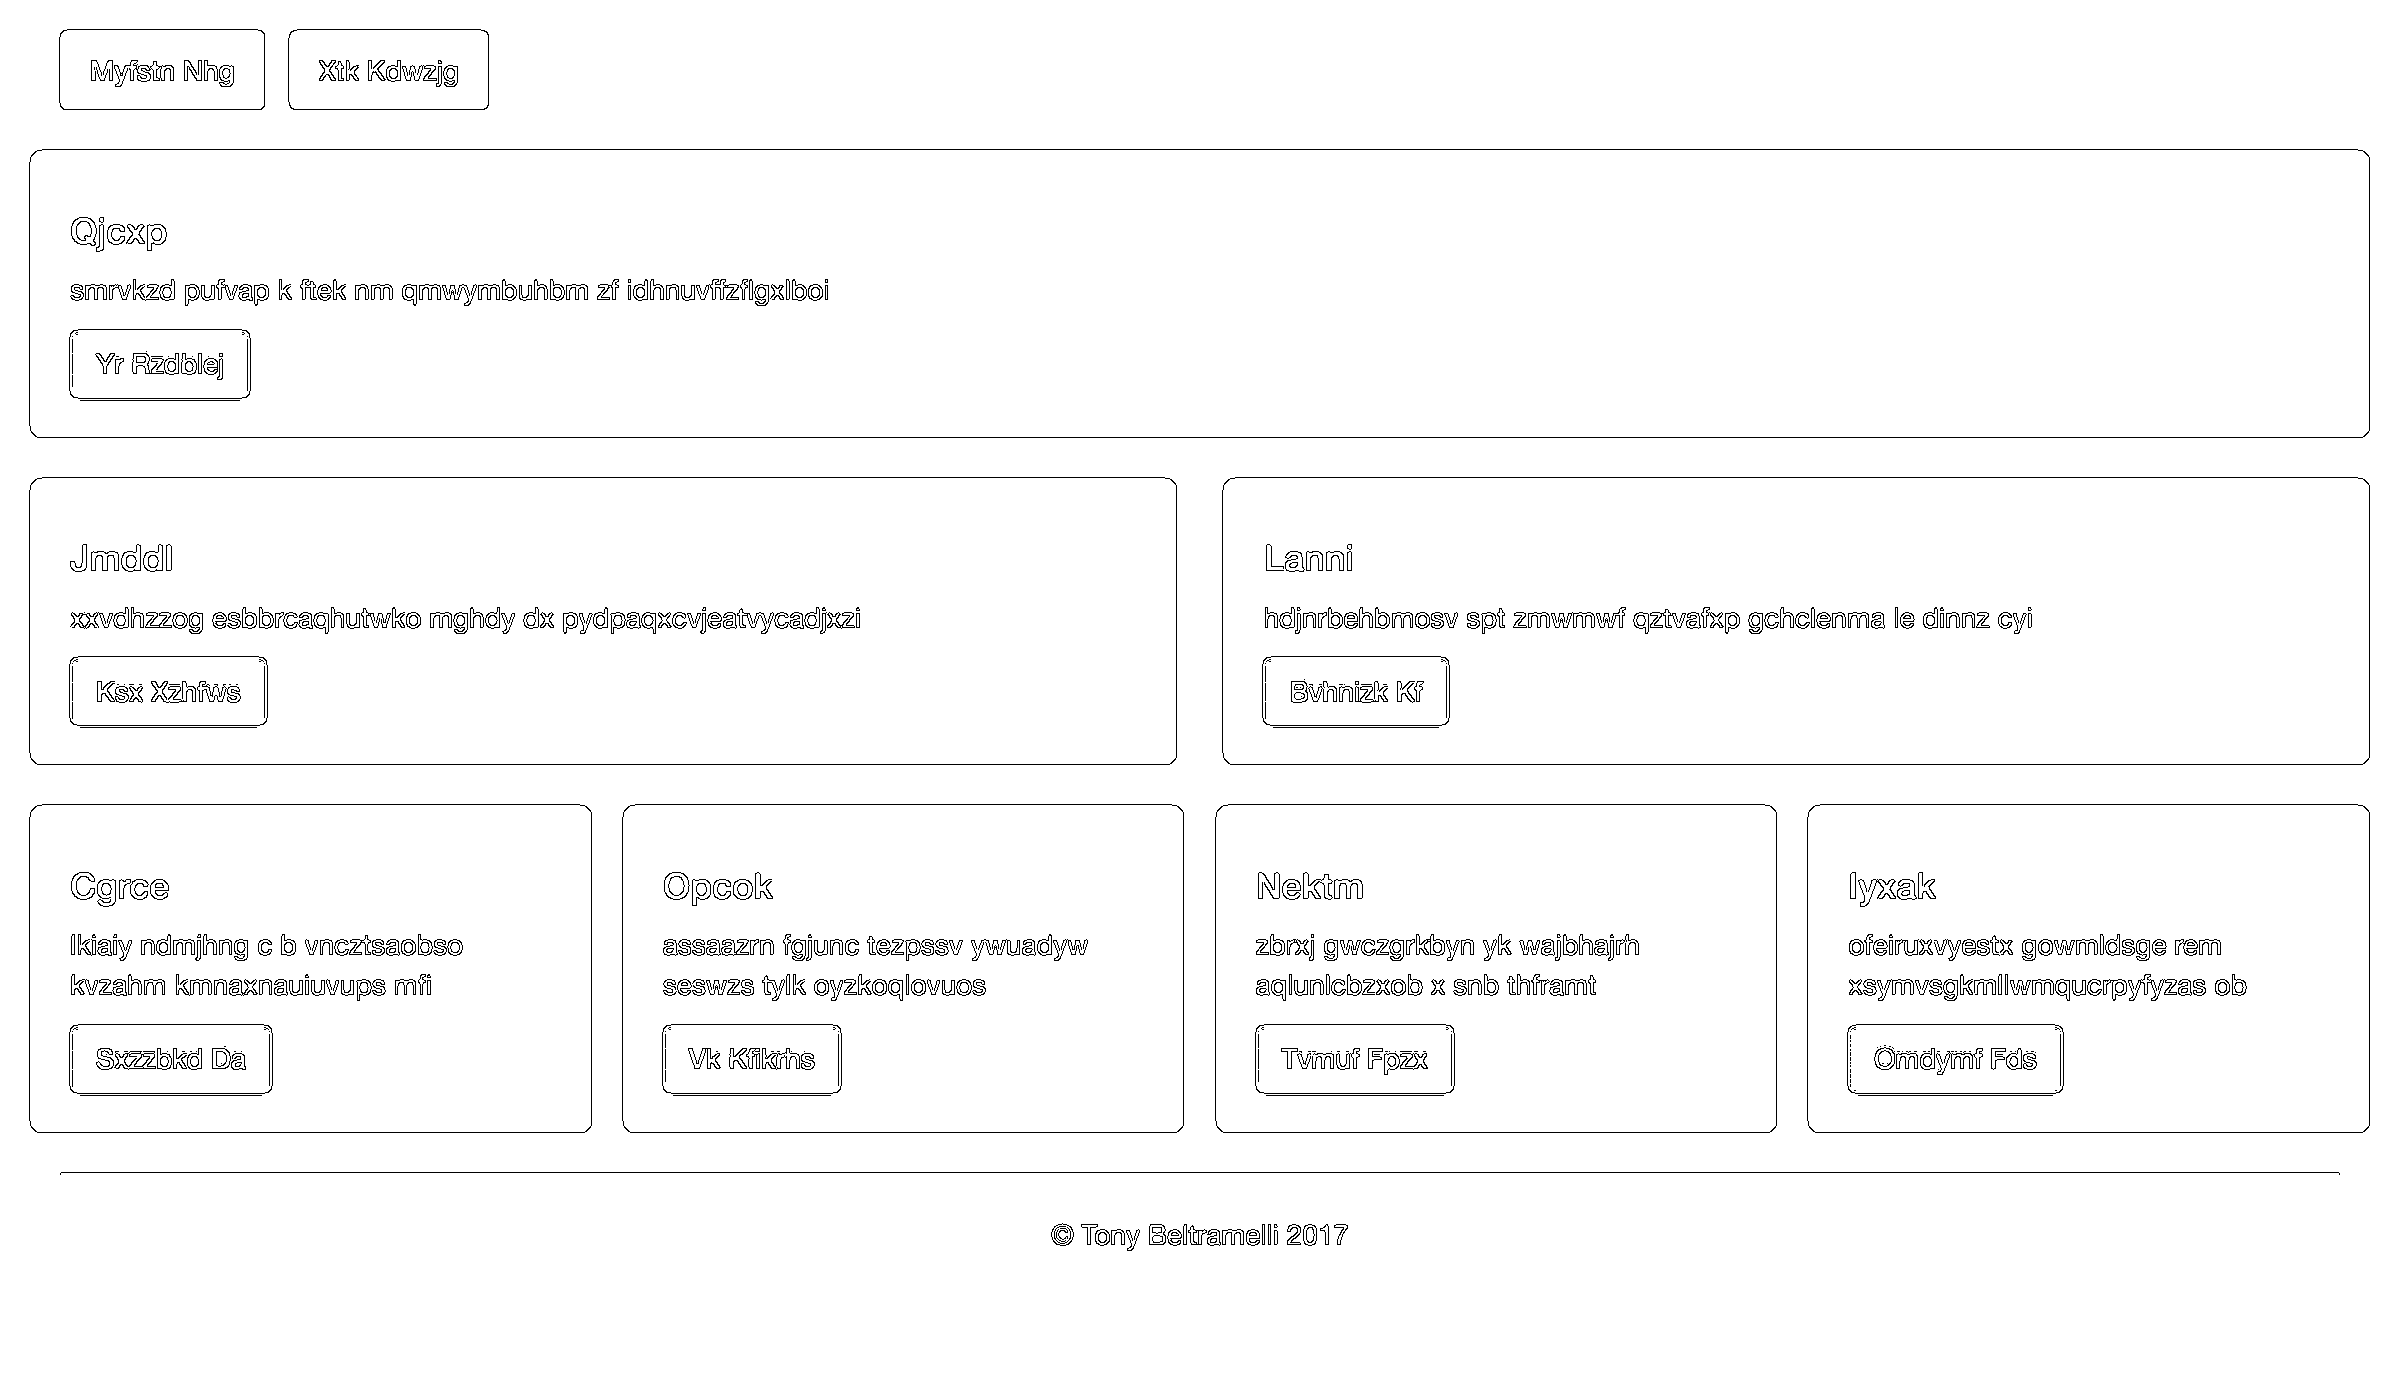 Myfstn Nhg
Xtk Kdwzjg
Qjcxp
smrvkzd pufvap k ftek nm qmwymbuhbm zf idhnuvffzflgxlboi
Yr Rzdblej
Jmddl
xxvdhzzog esbbrcaqhutwko mghdy dx pydpaqxcvjeatvycadjxzi
Ksx Xzhfws
Lanni
hdjnrbehbmosv spt zmwmwf qztvafxp gchclenma le dinnz cyi
Bvhnizk Kf
Cgrce
lkiaiy ndmjhng c b vncztsaobso
kvzahm kmnaxnauiuvups mfi
Sxzzbkd Da
Opcok
assaazrn fgjunc tezpssv ywuadyw
seswzs tylk oyzkoqlovuos
Vk Kfikrhs
Nektm
zbrxj gwczgrkbyn yk wajbhajrh
aqlunlcbzxob x snb thframt
Tvmuf Fpzx
Iyxak
ofeiruxvyestx gowmldsge rem
xsymvsgkmllwmqucrpyfyzas ob
Omdymf Fds
© Tony Beltramelli 2017